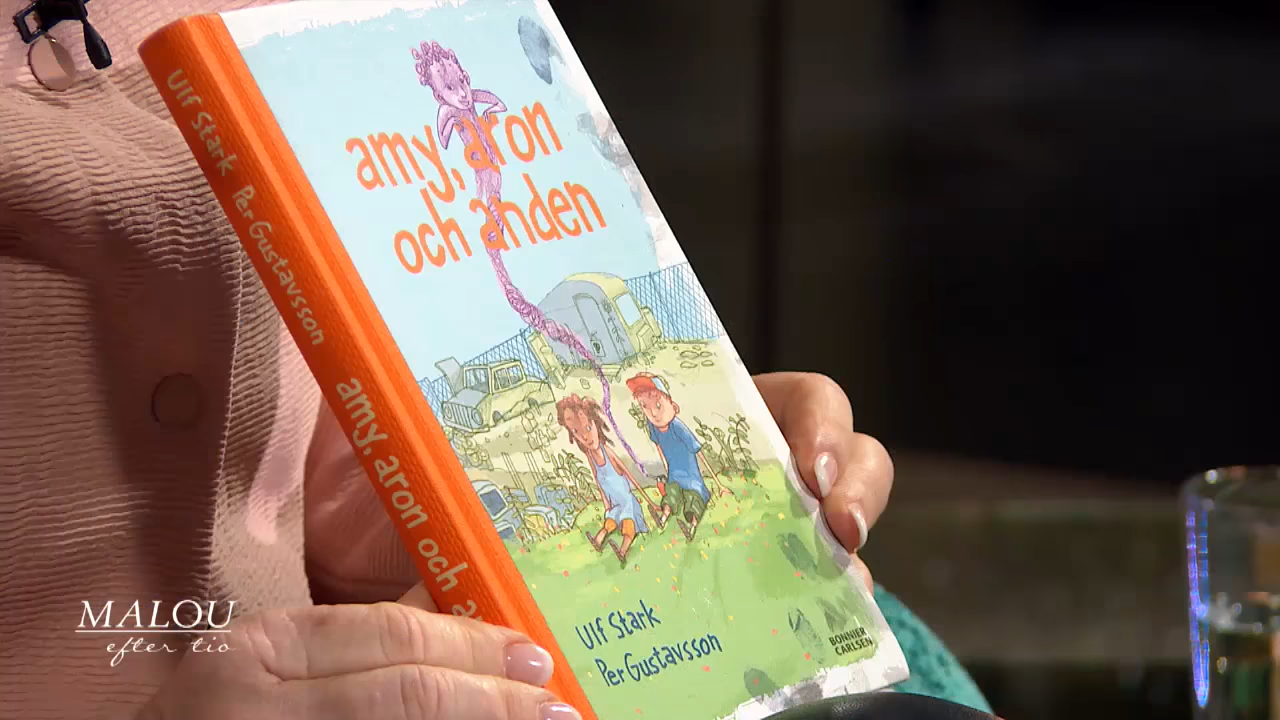 Ulf Stark Per Gustavsson amy, aron och a
amy, aron
och anden
Ulf Stark
Per Gustavsson
BONNIER
CARLSEN
MALOU
efter tio